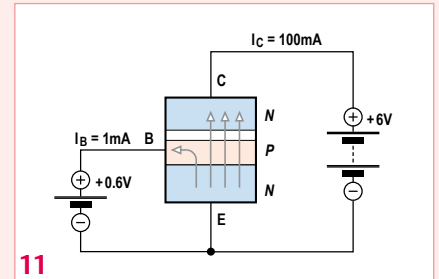 I_C = 100mA
C
N
+ +6V
I_B = 1mA B
P
+ +0.6V
N
−
−
E
11